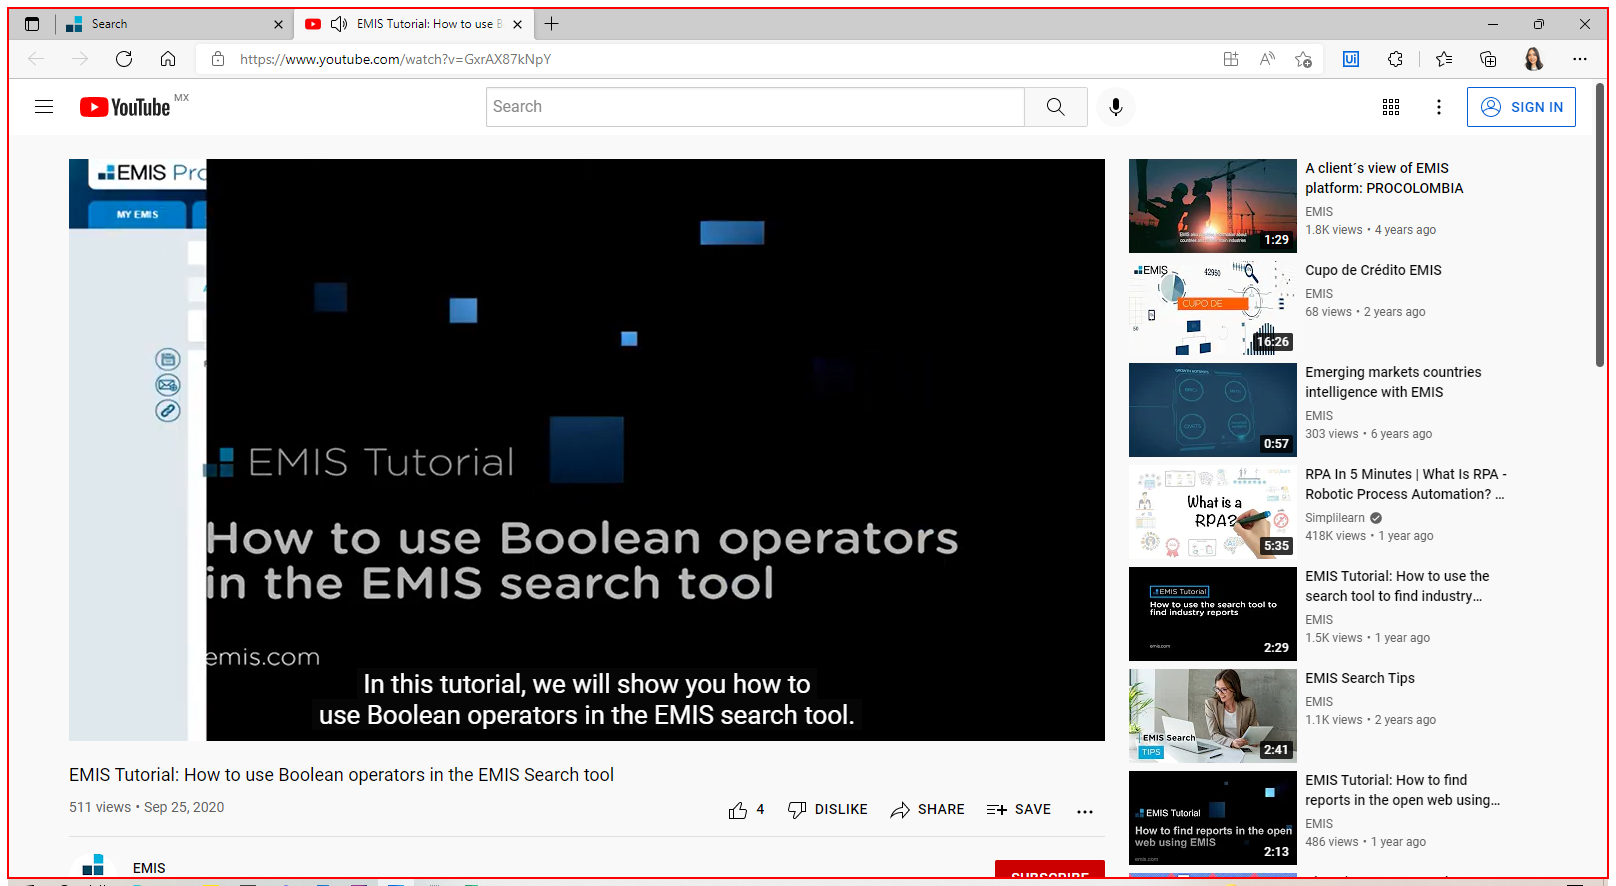 Search
EMIS Tutorial: How to use B
https://www.youtube.com/watch?v=GxrAX87kNpY
YouTube MX
Search
SIGN IN
EMIS Pro
MY EMIS
EMIS Tutorial
How to use Boolean operators
in the EMIS search tool
emis.com
In this tutorial, we will show you how to
use Boolean operators in the EMIS search tool.
EMIS Tutorial: How to use Boolean operators in the EMIS Search tool
511 views • Sep 25, 2020
4
DISLIKE
SHARE
SAVE
EMIS
SUBSCRIBE
1:29
A client´s view of EMIS
platform: PROCOLOMBIA
EMIS
1.8K views • 4 years ago
EMIS
42950
CUPO DE
16:26
Cupo de Crédito EMIS
EMIS
68 views • 2 years ago
0:57
Emerging markets countries
intelligence with EMIS
EMIS
303 views • 6 years ago
What is a
RPA?
5:35
RPA In 5 Minutes | What Is RPA -
Robotic Process Automation? ...
Simplilearn
418K views • 1 year ago
EMIS Tutorial
How to use the search tool to
find industry reports
emis.com
2:29
EMIS Tutorial: How to use the
search tool to find industry...
EMIS
1.5K views • 1 year ago
EMIS Search
TIPS
2:41
EMIS Search Tips
EMIS
1.1K views • 2 years ago
EMIS Tutorial
How to find reports in the open
web using EMIS
emis.com
2:13
EMIS Tutorial: How to find
reports in the open web using...
EMIS
486 views • 1 year ago